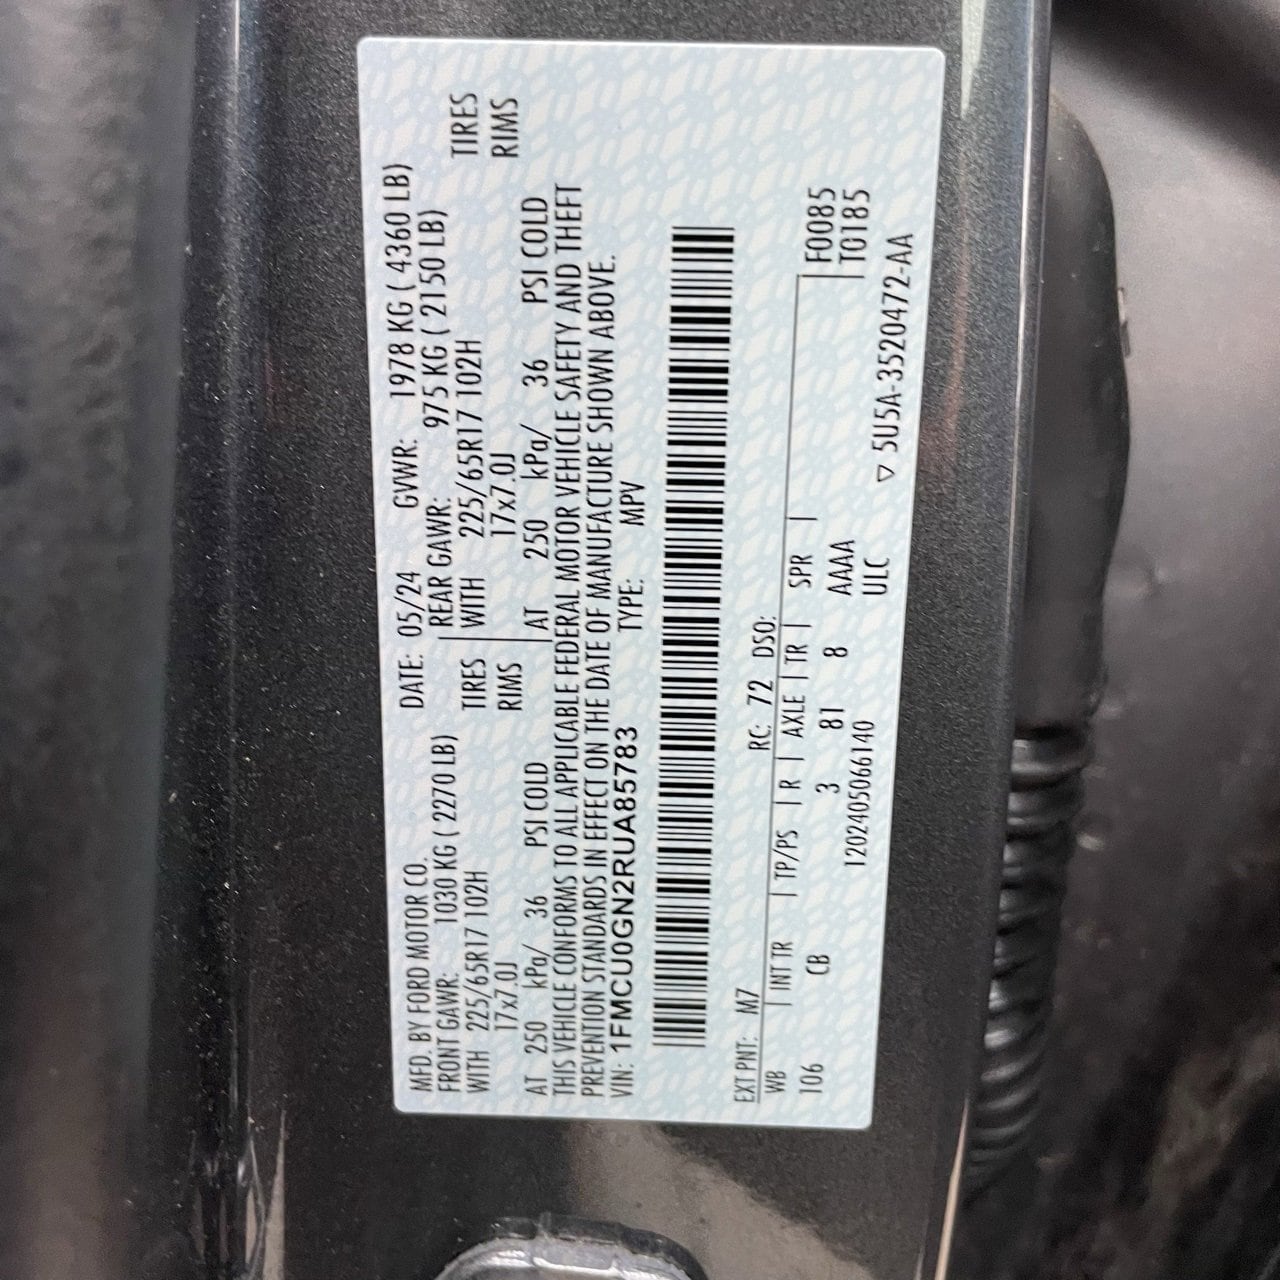 MFD. BY FORD MOTOR CO. DATE: 05/24 GVWR: 1978 KG ( 4360 LB)
FRONT GAWR: 1030 KG ( 2270 LB) REAR GAWR: 975 KG ( 2150 LB)
WITH 225/65R17 102H TIRES WITH 225/65R17 102H TIRES
17x7.0J RIMS 17x7.0J RIMS
AT 250 kPa/ 36 PSI COLD AT 250 kPa/ 36 PSI COLD
THIS VEHICLE CONFORMS TO ALL APPLICABLE FEDERAL MOTOR VEHICLE SAFETY AND THEFT
PREVENTION STANDARDS IN EFFECT ON THE DATE OF MANUFACTURE SHOWN ABOVE.
VIN: 1FMCU0GN2RUA85783 TYPE: MPV
EXT PNT: M7 RC: 72 DSO:
WB | INT TR | TP/PS | R | AXLE | TR | SPR | F0085
106 CB 3 81 8 AAAA T0185
1202405066140 ULC
▽ 5U5A-3520472-AA